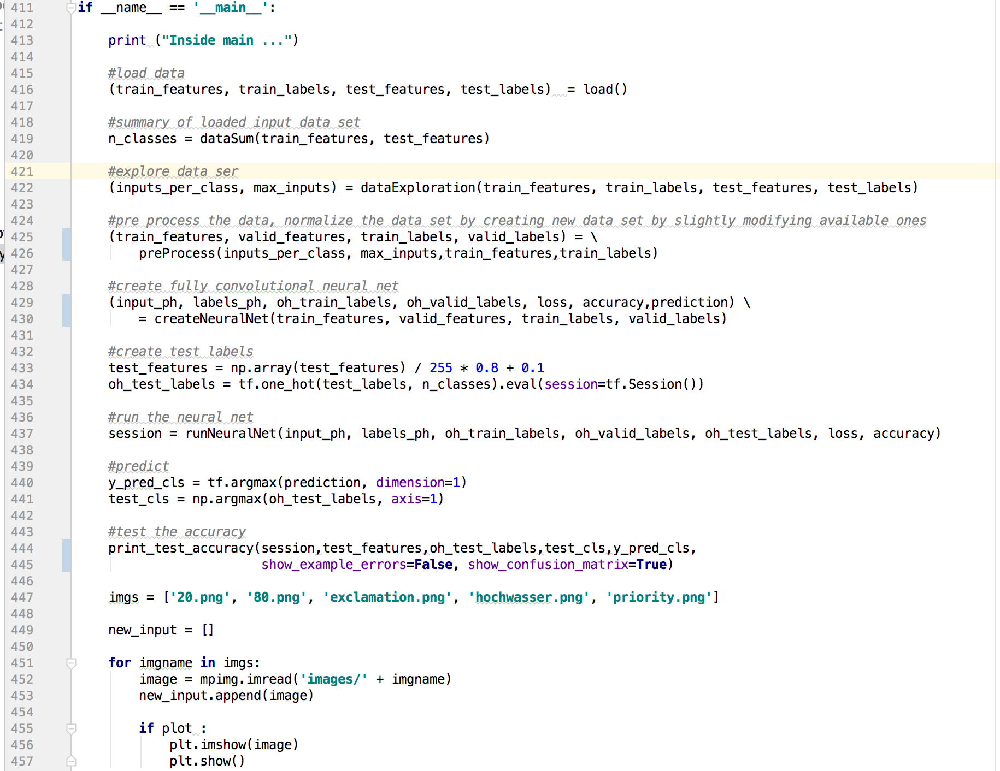 411 if __name__ == '__main__':
412
413     print ("Inside main ...")
414
415     #load data
416     (train_features, train_labels, test_features, test_labels)  = load()
417
418     #summary of loaded input data set
419     n_classes = dataSum(train_features, test_features)
420
421     #explore data ser
422     (inputs_per_class, max_inputs) = dataExploration(train_features, train_labels, test_features, test_labels)
423
424     #pre process the data, normalize the data set by creating new data set by slightly modifying available ones
425     (train_features, valid_features, train_labels, valid_labels) = \
426         preProcess(inputs_per_class, max_inputs,train_features,train_labels)
427
428     #create fully convolutional neural net
429     (input_ph, labels_ph, oh_train_labels, oh_valid_labels, loss, accuracy,prediction) \
430         = createNeuralNet(train_features, valid_features, train_labels, valid_labels)
431
432     #create test labels
433     test_features = np.array(test_features) / 255 * 0.8 + 0.1
434     oh_test_labels = tf.one_hot(test_labels, n_classes).eval(session=tf.Session())
435
436     #run the neural net
437     session = runNeuralNet(input_ph, labels_ph, oh_train_labels, oh_valid_labels, oh_test_labels, loss, accuracy)
438
439     #predict
440     y_pred_cls = tf.argmax(prediction, dimension=1)
441     test_cls = np.argmax(oh_test_labels, axis=1)
442
443     #test the accuracy
444     print_test_accuracy(session,test_features,oh_test_labels,test_cls,y_pred_cls,
445                         show_example_errors=False, show_confusion_matrix=True)
446
447     imgs = ['20.png', '80.png', 'exclamation.png', 'hochwasser.png', 'priority.png']
448
449     new_input = []
450
451     for imgname in imgs:
452         image = mpimg.imread('images/' + imgname)
453         new_input.append(image)
454
455         if plot :
456             plt.imshow(image)
457             plt.show()